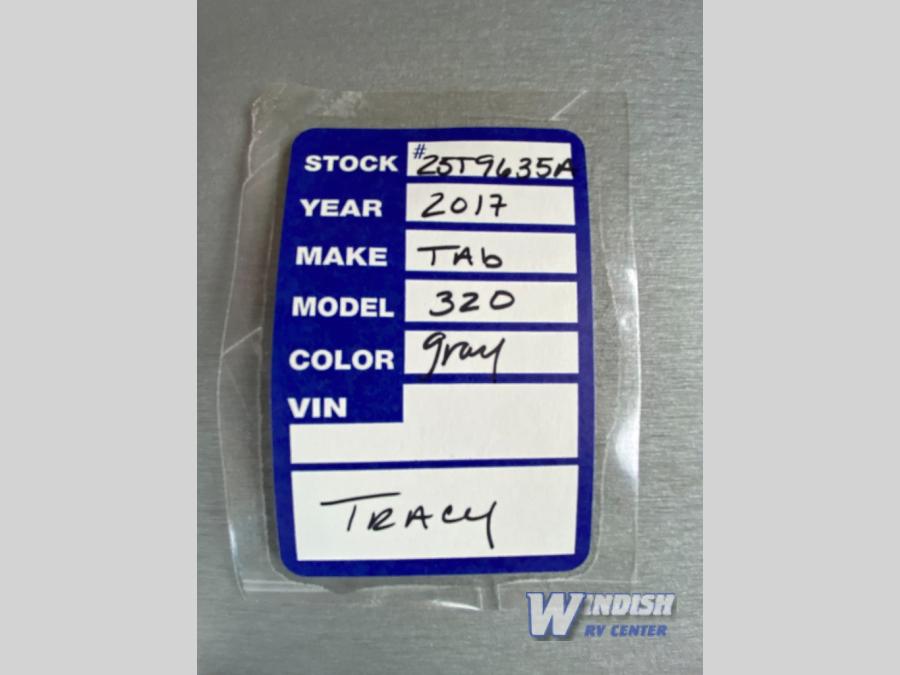 STOCK # 25T9635A
YEAR 2017
MAKE TAb
MODEL 320
COLOR gray
VIN
TRACY
WINDISH
RV CENTER